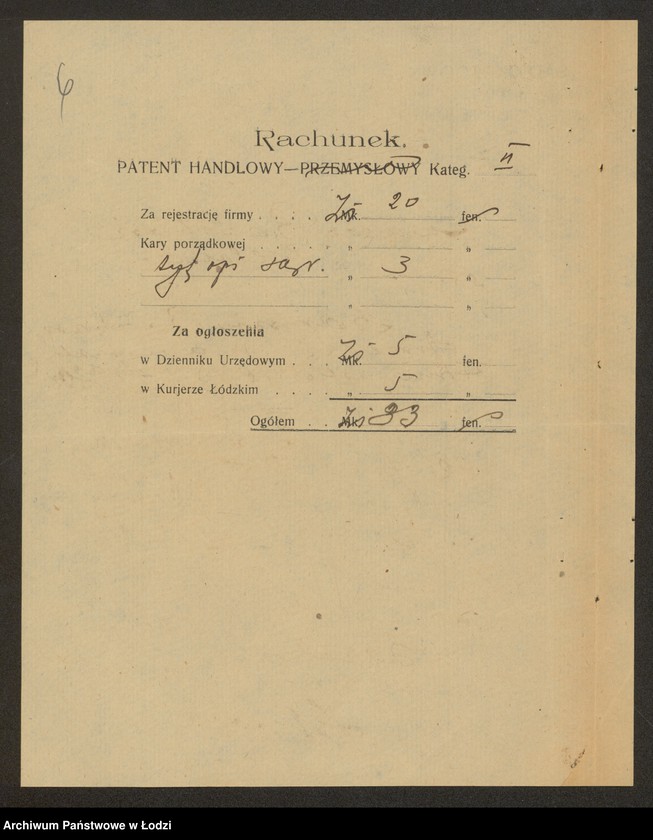 6
Rachunek.
PATENT HANDLOWY—PRZEMYSŁOWY Kateg. II
Za rejestrację firmy . . . . Mk. Zł 20 fen.
Kary porządkowej . . . . . „ „
„ 3 „
„ „
Za ogłoszenia
w Dzienniku Urzędowym . . . Mk. Zł 5 fen.
w Kurjerze Łódzkim . . . . „ 5 „
Ogółem . . Mk. Zł 33 fen.
Archiwum Państwowe w Łodzi